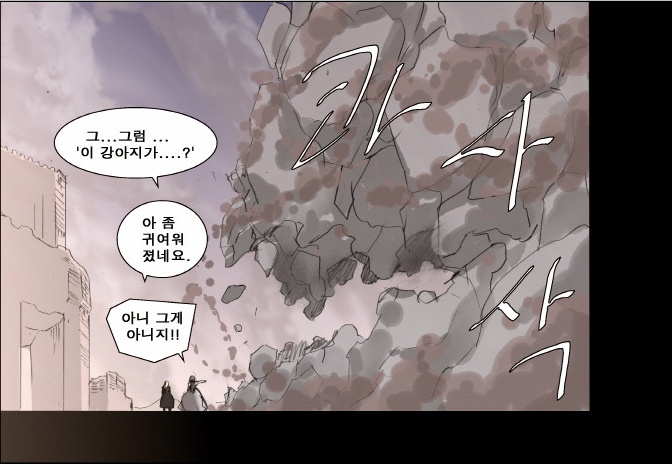 그...그럼 ...
'이 강아지가....?'
아 좀
귀여워
졌네요.
아니 그게
아니지!!
카
사
삭